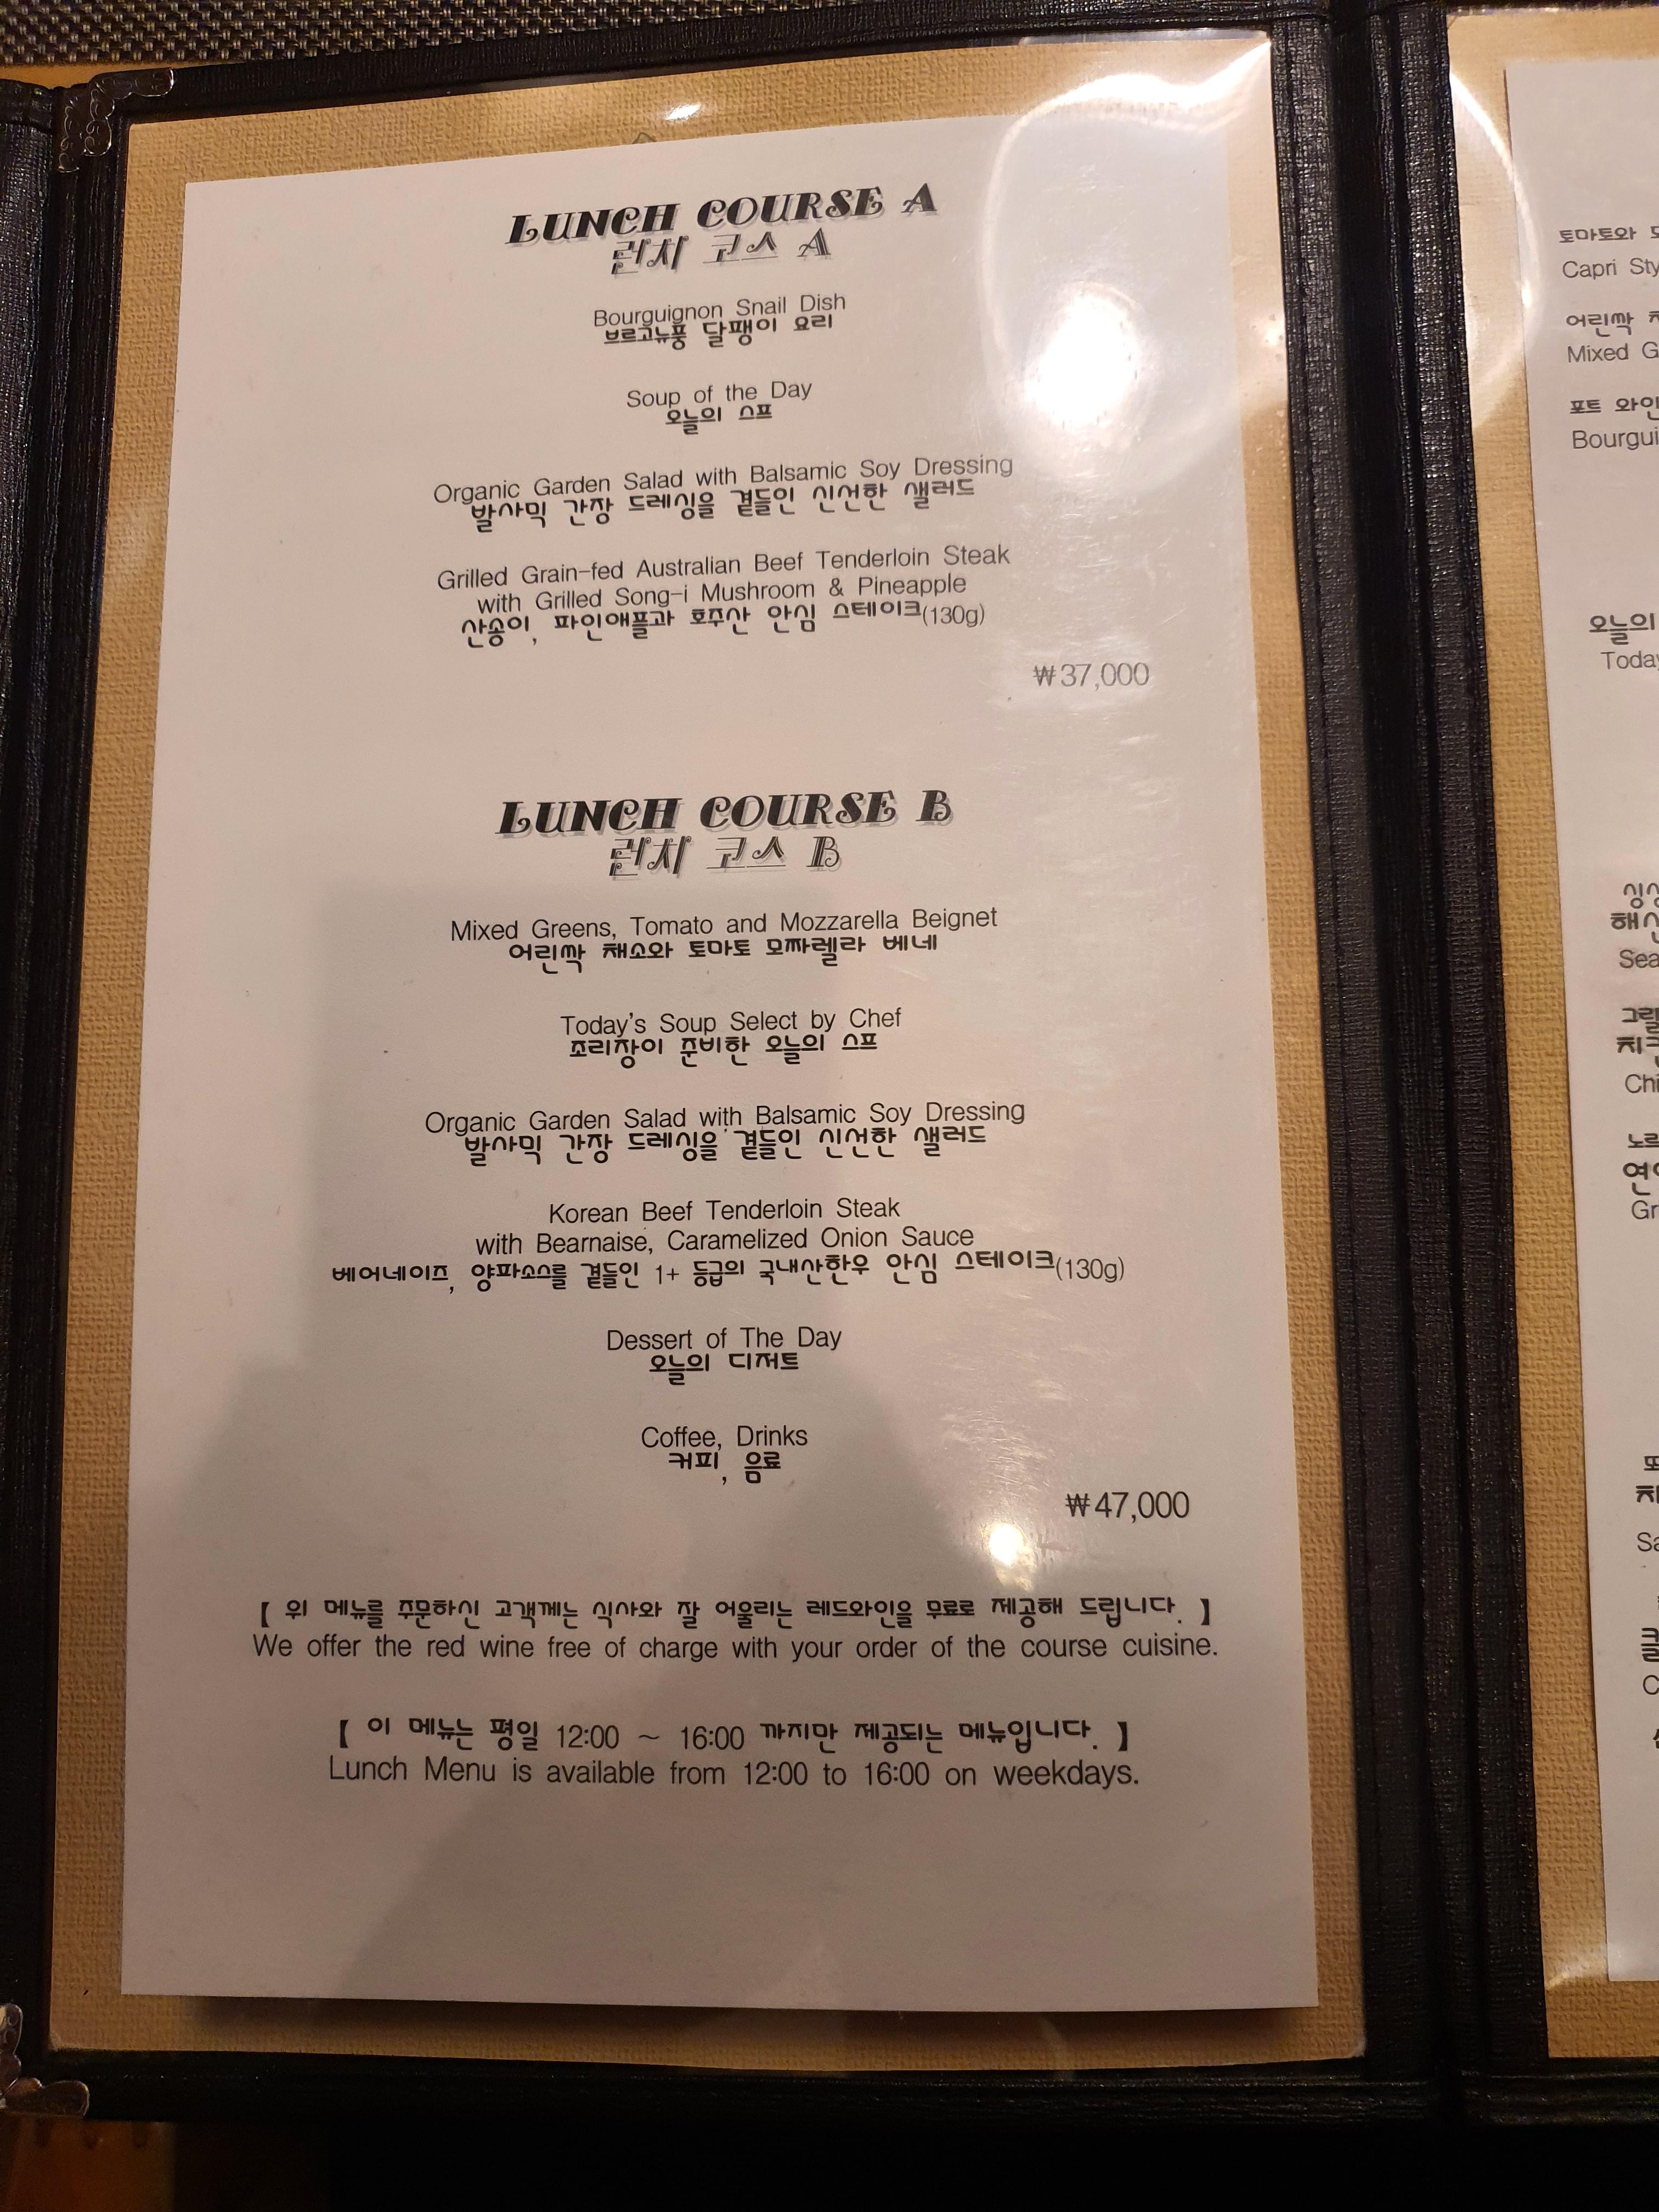 LUNCH COURSE A
런치 코스 A
Bourguignon Snail Dish
브르고뉴풍 달팽이 요리
Soup of the Day
오늘의 스프
Organic Garden Salad with Balsamic Soy Dressing
발사믹 간장 드레싱을 곁들인 신선한 샐러드
Grilled Grain-fed Australian Beef Tenderloin Steak
with Grilled Song-i Mushroom & Pineapple
산송이, 파인애플과 호주산 안심 스테이크(130g)
₩37,000
LUNCH COURSE B
런치 코스 B
Mixed Greens, Tomato and Mozzarella Beignet
어린싹 채소와 토마토 모짜렐라 베네
Today's Soup Select by Chef
조리장이 준비한 오늘의 스프
Organic Garden Salad with Balsamic Soy Dressing
발사믹 간장 드레싱을 곁들인 신선한 샐러드
Korean Beef Tenderloin Steak
with Bearnaise, Caramelized Onion Sauce
베어네이즈, 양파소스를 곁들인 1+ 등급의 국내산한우 안심 스테이크(130g)
Dessert of The Day
오늘의 디저트
Coffee, Drinks
커피, 음료
₩47,000
【 위 메뉴를 주문하신 고객께는 식사와 잘 어울리는 레드와인을 무료로 제공해 드립니다. 】
We offer the red wine free of charge with your order of the course cuisine.
【 이 메뉴는 평일 12:00 ~ 16:00 까지만 제공되는 메뉴입니다. 】
Lunch Menu is available from 12:00 to 16:00 on weekdays.
토마토와
Capri
어린싹
Mixed
포트
오늘의